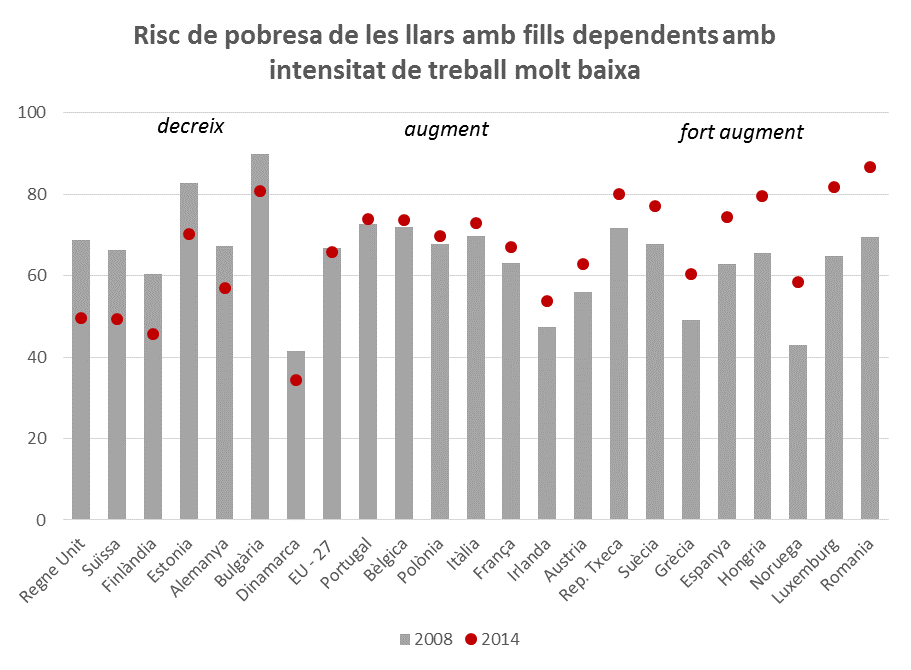 Risc de pobresa de les llars amb fills dependents amb
intensitat de treball molt baixa
100
decreix
augment
fort augment
80
60
40
20
0
Regne Unit
Suïssa
Finlàndia
Estonia
Alemanya
Bulgària
Dinamarca
EU - 27
Portugal
Bèlgica
Polònia
Itàlia
França
Irlanda
Austria
Rep. Txeca
Suècia
Grècia
Espanya
Hongria
Noruega
Luxemburg
Romania
2008 2014